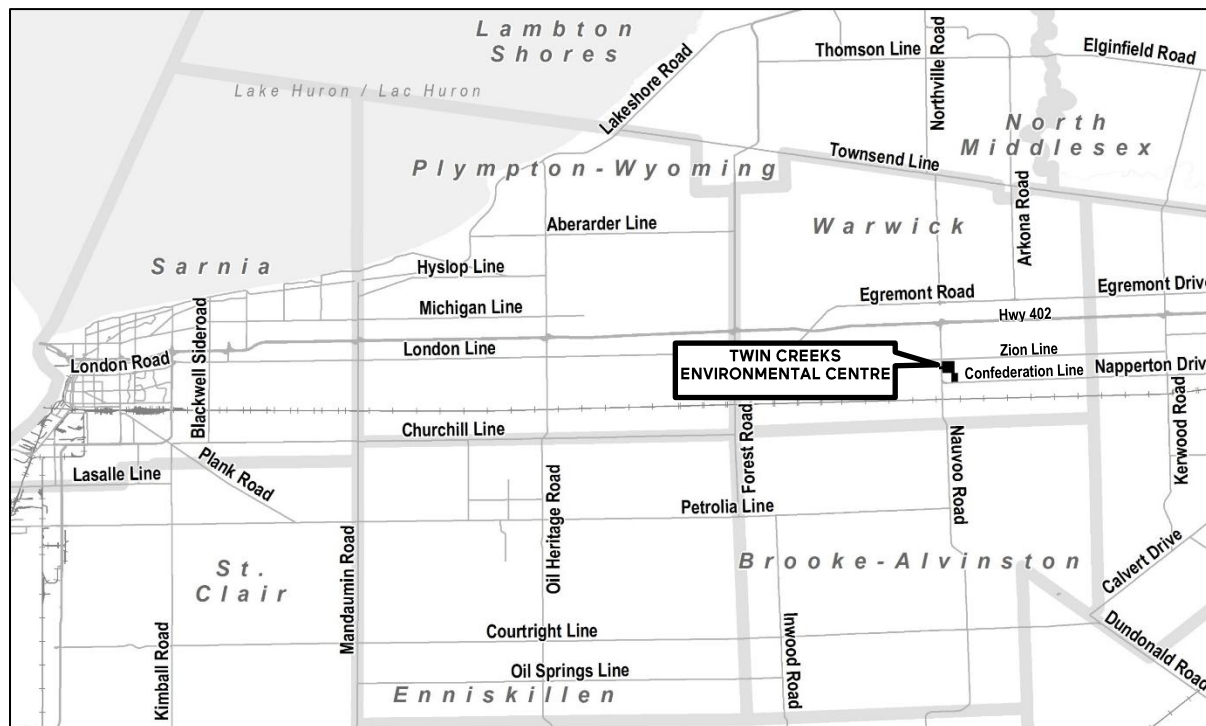 Lambton
Shores
Thomson Line
Northville Road
Elginfield Road
Lakeshore Road
Lake Huron / Lac Huron
North
Middlesex
Townsend Line
Plympton-Wyoming
Arkona Road
Warwick
Aberarder Line
Sarnia
Hyslop Line
Michigan Line
Egremont Road
Egremont Drive
Hwy 402
London Road
Blackwell Sideroad
London Line
TWIN CREEKS
ENVIRONMENTAL CENTRE
Zion Line
Confederation Line
Napperton Drive
Churchill Line
Forest Road
Nauvoo Road
Kerwood Road
Lasalle Line
Plank Road
Oil Heritage Road
Petrolia Line
Mandaumin Road
St.
Clair
Brooke-Alvinston
Calvert Drive
Dundonald Road
Courtright Line
Kimball Road
Inwood Road
Oil Springs Line
Enniskillen